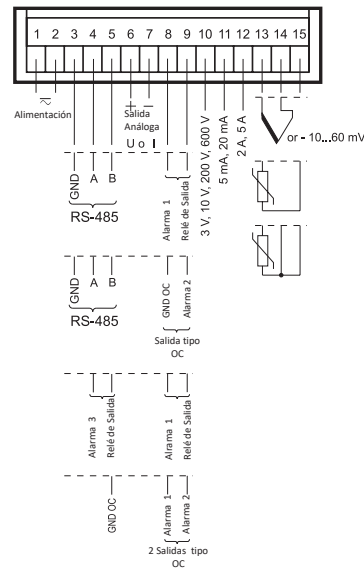 1 2 3 4 5 6 7 8 9 10 11 12 13 14 15
Alimentación
+ −
Salida
Análoga
U o I
3 V, 10 V, 200 V, 600 V
5 mA, 20 mA
2 A, 5 A
or - 10...60 mV
GND
A
B
RS-485
Alarma 1
Relé de Salida
GND
A
B
RS-485
GND OC
Alarma 2
Salida tipo
OC
Alarma 3
Relé de Salida
Alrama 1
Relé de Salida
GND OC
Alarma 1
Alarma 2
2 Salidas tipo
OC